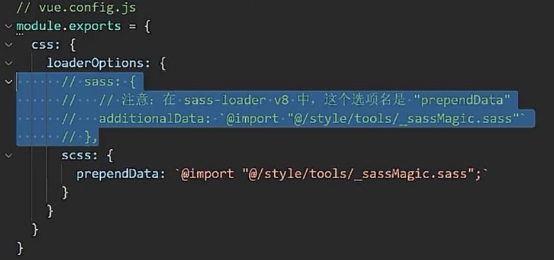 // vue.config.js
module.exports = {
css: {
loaderOptions: {
// sass: {
// // 注意：在 sass-loader v8 中，这个选项名是 "prependData"
// additionalData: `@import "@/style/tools/_sassMagic.sass"`
// },
scss: {
prependData: `@import "@/style/tools/_sassMagic.sass";`
}
}
}
}